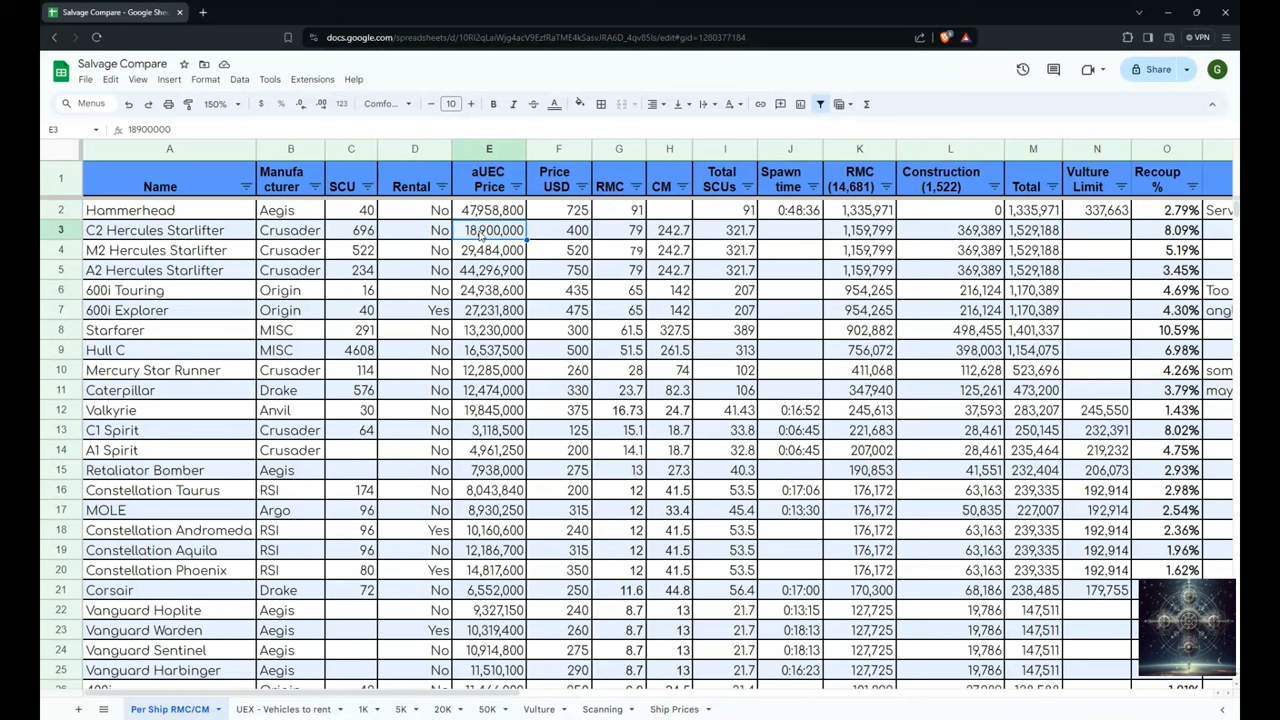 Salvage Compare - Google She
docs.google.com/spreadsheets/d/10Rl2qLaiWjg4acV9EzfRaTME4kSasvJRA6D_4qv85Is/edit#gid=1280377184
VPN
Salvage Compare
File Edit View Insert Format Data Tools Extensions Help
Share G
Menus 150% $ % .0 .00 123 Comfo... 10 B I A Σ
E3 fx 18900000
A B C D E F G H I J K L M N O
1 Name Manufacturer SCU Rental aUEC Price Price USD RMC CM Total SCUs Spawn time RMC (14,681) Construction (1,522) Total Vulture Limit Recoup %
2 Hammerhead Aegis 40 No 47,958,800 725 91 91 0:48:36 1,335,971 0 1,335,971 337,663 2.79% Serv
3 C2 Hercules Starlifter Crusader 696 No 18,900,000 400 79 242.7 321.7 1,159,799 369,389 1,529,188 8.09%
4 M2 Hercules Starlifter Crusader 522 No 29,484,000 520 79 242.7 321.7 1,159,799 369,389 1,529,188 5.19%
5 A2 Hercules Starlifter Crusader 234 No 44,296,900 750 79 242.7 321.7 1,159,799 369,389 1,529,188 3.45%
6 600i Touring Origin 16 No 24,938,600 435 65 142 207 954,265 216,124 1,170,389 4.69% Too
7 600i Explorer Origin 40 Yes 27,231,800 475 65 142 207 954,265 216,124 1,170,389 4.30% angl
8 Starfarer MISC 291 No 13,230,000 300 61.5 327.5 389 902,882 498,455 1,401,337 10.59%
9 Hull C MISC 4608 No 16,537,500 500 51.5 261.5 313 756,072 398,003 1,154,075 6.98%
10 Mercury Star Runner Crusader 114 No 12,285,000 260 28 74 102 411,068 112,628 523,696 4.26% som
11 Caterpillar Drake 576 No 12,474,000 330 23.7 82.3 106 347,940 125,261 473,200 3.79% may
12 Valkyrie Anvil 30 No 19,845,000 375 16.73 24.7 41.43 0:16:52 245,613 37,593 283,207 245,550 1.43%
13 C1 Spirit Crusader 64 No 3,118,500 125 15.1 18.7 33.8 0:06:45 221,683 28,461 250,145 232,391 8.02%
14 A1 Spirit Crusader No 4,961,250 200 14.1 18.7 32.8 0:06:45 207,002 28,461 235,464 219,232 4.75%
15 Retaliator Bomber Aegis No 7,938,000 275 13 27.3 40.3 190,853 41,551 232,404 206,073 2.93%
16 Constellation Taurus RSI 174 No 8,043,840 200 12 41.5 53.5 0:17:06 176,172 63,163 239,335 192,914 2.98%
17 MOLE Argo 96 No 8,930,250 315 12 33.4 45.4 0:13:30 176,172 50,835 227,007 192,914 2.54%
18 Constellation Andromeda RSI 96 Yes 10,160,600 240 12 41.5 53.5 176,172 63,163 239,335 192,914 2.36%
19 Constellation Aquila RSI 96 No 12,186,700 315 12 41.5 53.5 176,172 63,163 239,335 192,914 1.96%
20 Constellation Phoenix RSI 80 Yes 14,817,600 350 12 41.5 53.5 176,172 63,163 239,335 192,914 1.62%
21 Corsair Drake 72 No 6,552,000 250 11.6 44.8 56.4 0:17:00 170,300 68,186 238,485 179,755
22 Vanguard Hoplite Aegis No 9,327,150 240 8.7 13 21.7 0:13:15 127,725 19,786 147,511
23 Vanguard Warden Aegis Yes 10,319,400 260 8.7 13 21.7 0:18:13 127,725 19,786 147,511
24 Vanguard Sentinel Aegis No 10,914,800 275 8.7 13 21.7 0:18:13 127,725 19,786 147,511
25 Vanguard Harbinger Aegis No 11,510,100 290 8.7 13 21.7 0:16:23 127,725 19,786 147,511
Per Ship RMC/CM UEX - Vehicles to rent 1K 5K 20K 50K Vulture Scanning Ship Prices